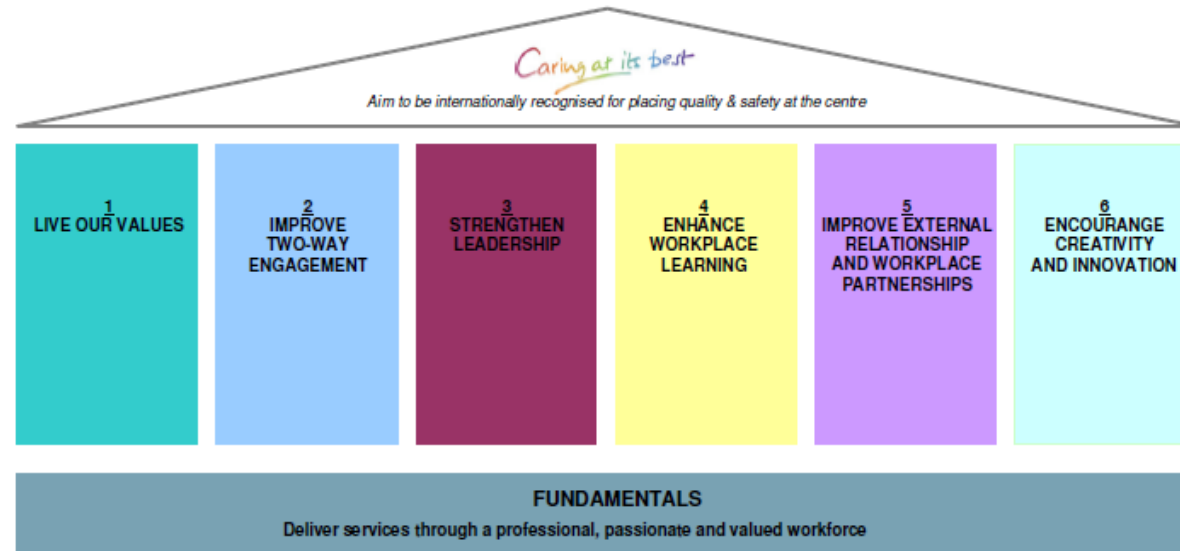 Caring at its best
Aim to be internationally recognised for placing quality & safety at the centre
1
LIVE OUR VALUES
2
IMPROVE
TWO-WAY
ENGAGEMENT
3
STRENGTHEN
LEADERSHIP
4
ENHANCE
WORKPLACE
LEARNING
5
IMPROVE EXTERNAL
RELATIONSHIP
AND WORKPLACE
PARTNERSHIPS
6
ENCOURANGE
CREATIVITY
AND INNOVATION
FUNDAMENTALS
Deliver services through a professional, passionate and valued workforce